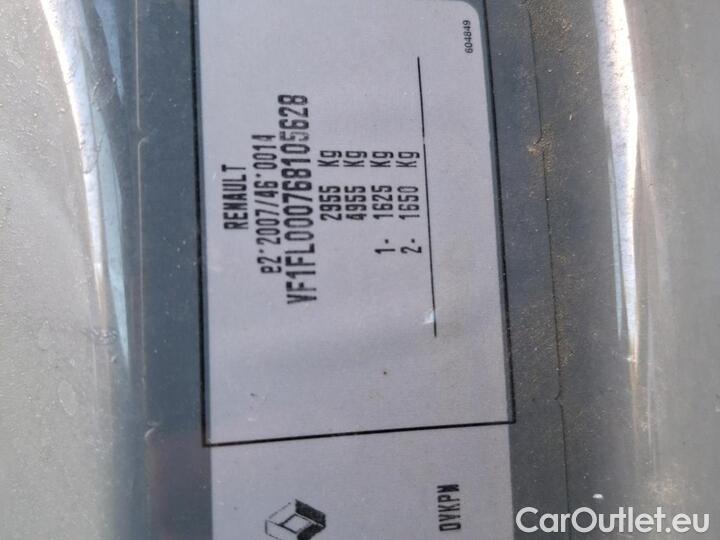 RENAULT
e2*2007/46*0014
VF1FL000768105628
2955 Kg
4955 Kg
1- 1625 Kg
2- 1650 Kg
604849
DYKPM
CarOutlet.eu